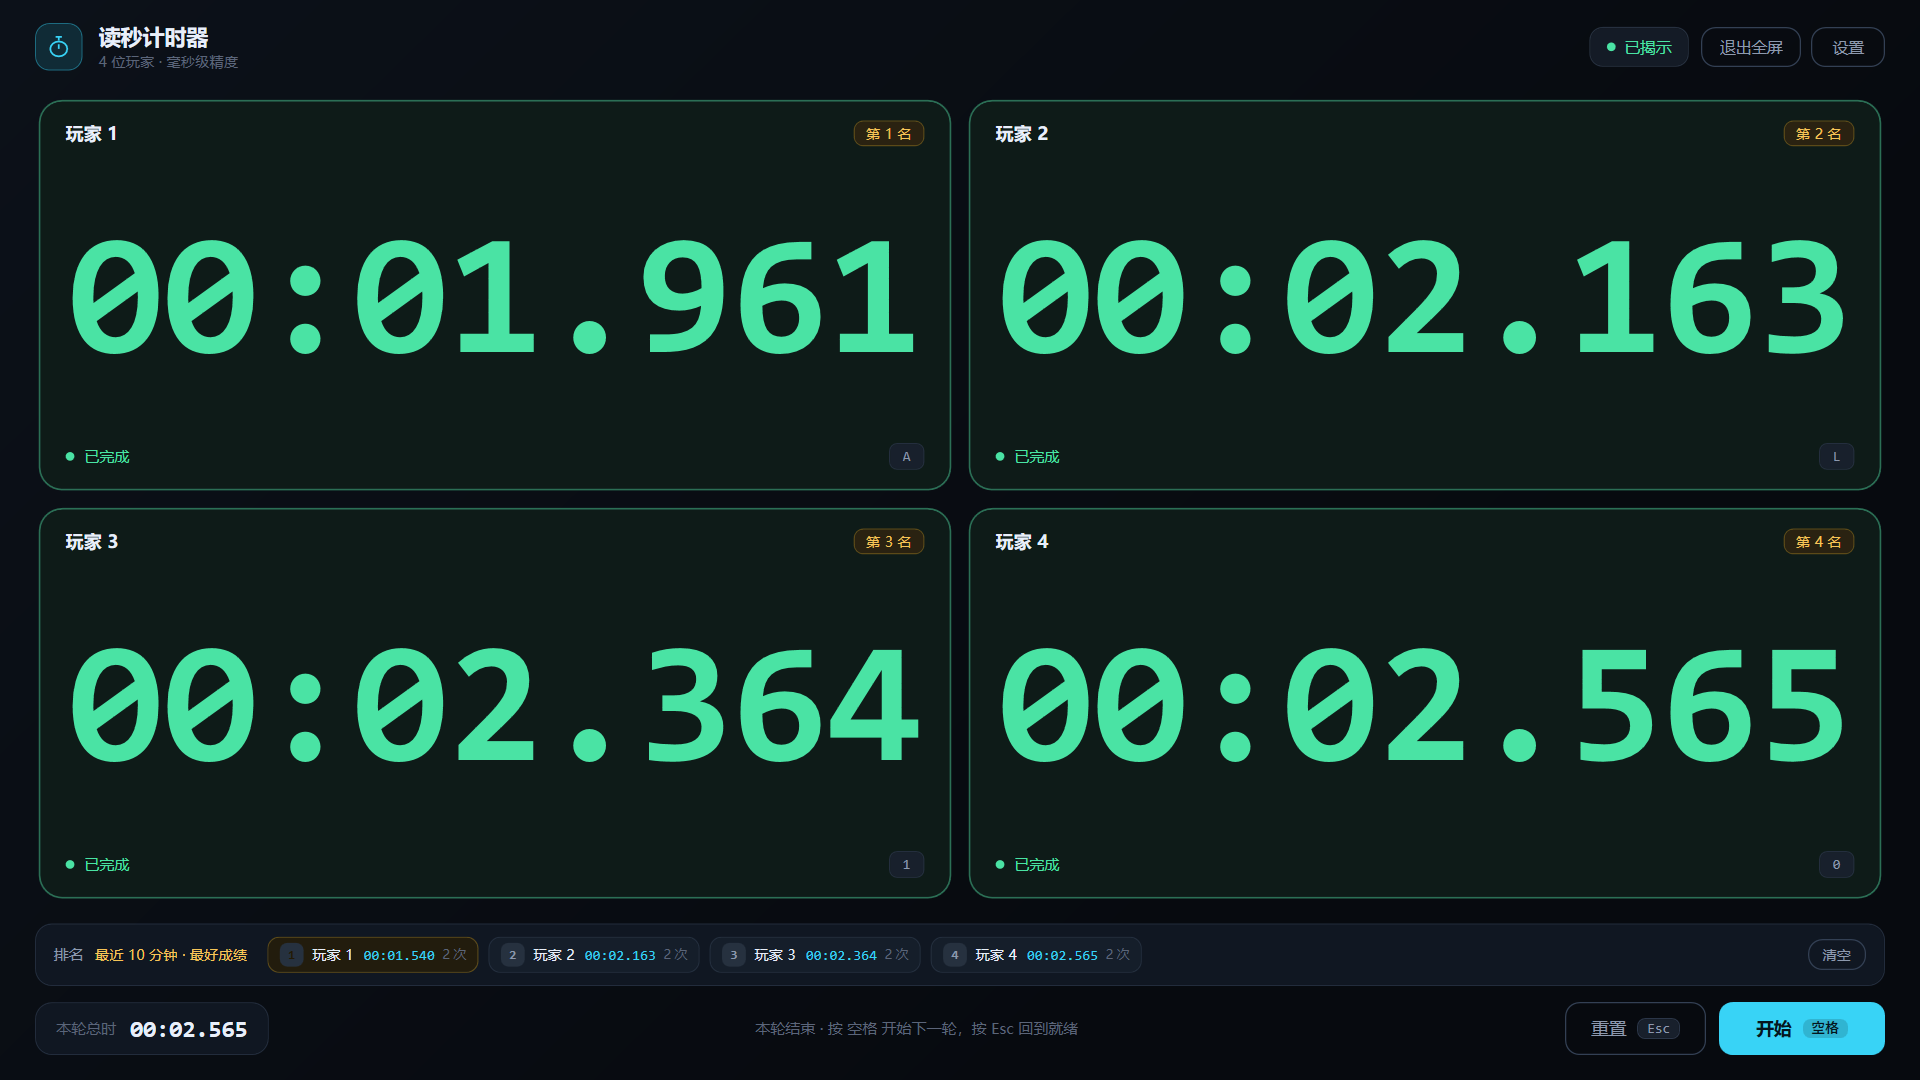 读秒计时器
4 位玩家 · 毫秒级精度
已揭示
退出全屏
设置
玩家 1
第 1 名
00:01.961
已完成
A
玩家 2
第 2 名
00:02.163
已完成
L
玩家 3
第 3 名
00:02.364
已完成
1
玩家 4
第 4 名
00:02.565
已完成
0
排名 最近 10 分钟 · 最好成绩
1 玩家 1 00:01.540 2 次
2 玩家 2 00:02.163 2 次
3 玩家 3 00:02.364 2 次
4 玩家 4 00:02.565 2 次
清空
本轮总时 00:02.565
本轮结束 · 按 空格 开始下一轮，按 Esc 回到就绪
重置 Esc
开始 空格